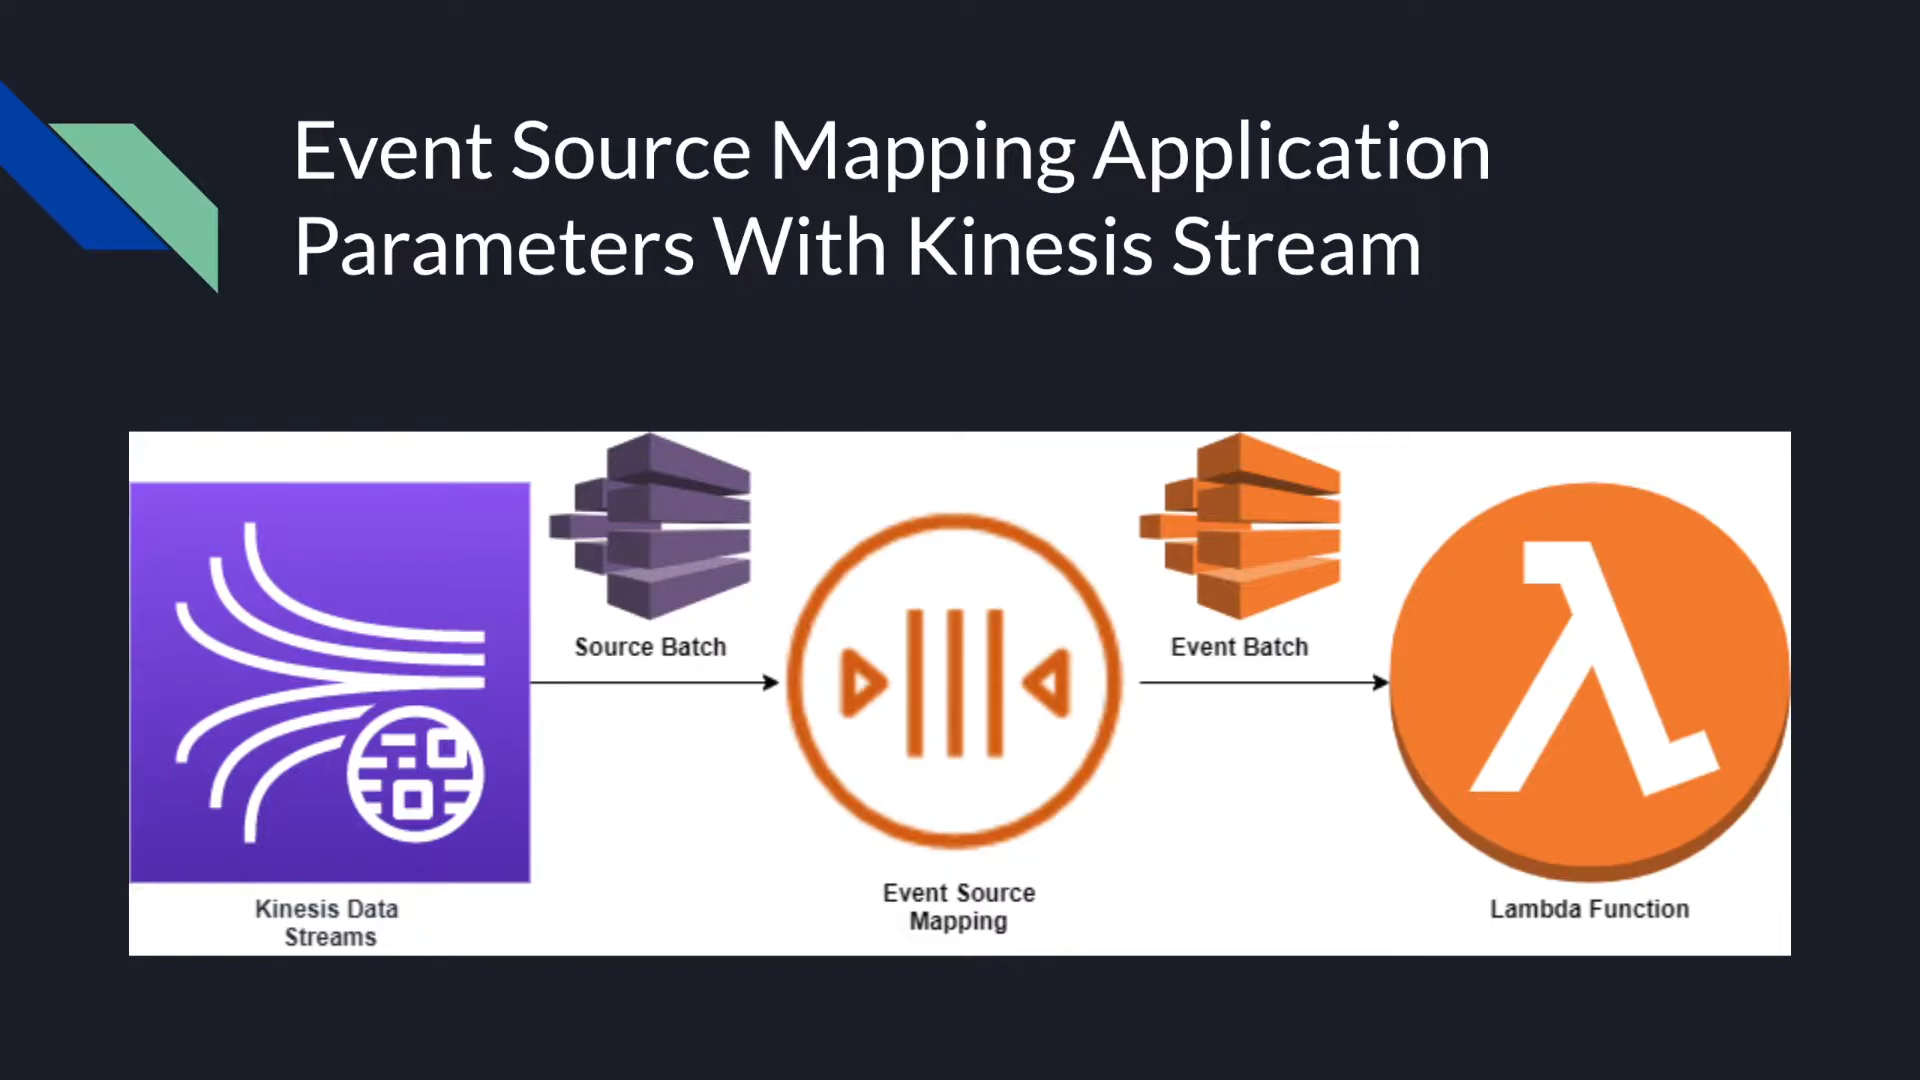 Event Source Mapping Application
Parameters With Kinesis Stream
Source Batch
Event Batch
Kinesis Data
Streams
Event Source
Mapping
Lambda Function